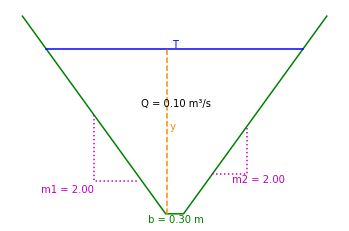 T
Q = 0.10 m³/s
y
m2 = 2.00
m1 = 2.00
b = 0.30 m